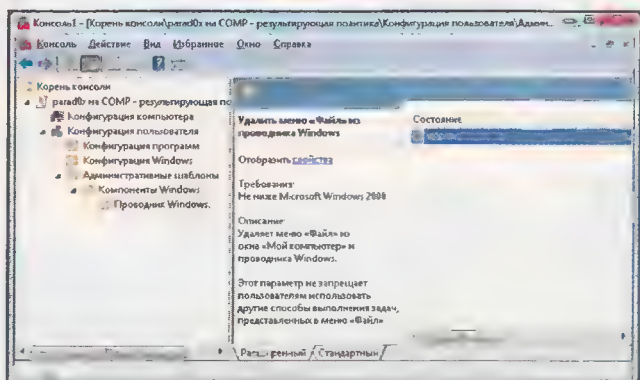 Консоль1 - [Корень консоли\parad0x на COMP - результирующая политика\Конфигурация пользователя\Админ...
Консоль Действие Вид Избранное Окно Справка
Корень консоли
parad0x на COMP - результирующая по
Конфигурация компьютера
Конфигурация пользователя
Конфигурация программ
Конфигурация Windows
Административные шаблоны
Компоненты Windows
Проводник Windows.
Удалить меню «Файл» из
проводника Windows
Отобразить свойства
Требования:
Не ниже Microsoft Windows 2000
Описание:
Удаляет меню «Файл» из
окна «Мой компьютер» и
проводника Windows.
Этот параметр не запрещает
пользователям использовать
другие способы выполнения задач,
представленных в меню «Файл»
Состояние
Расширенный Стандартный